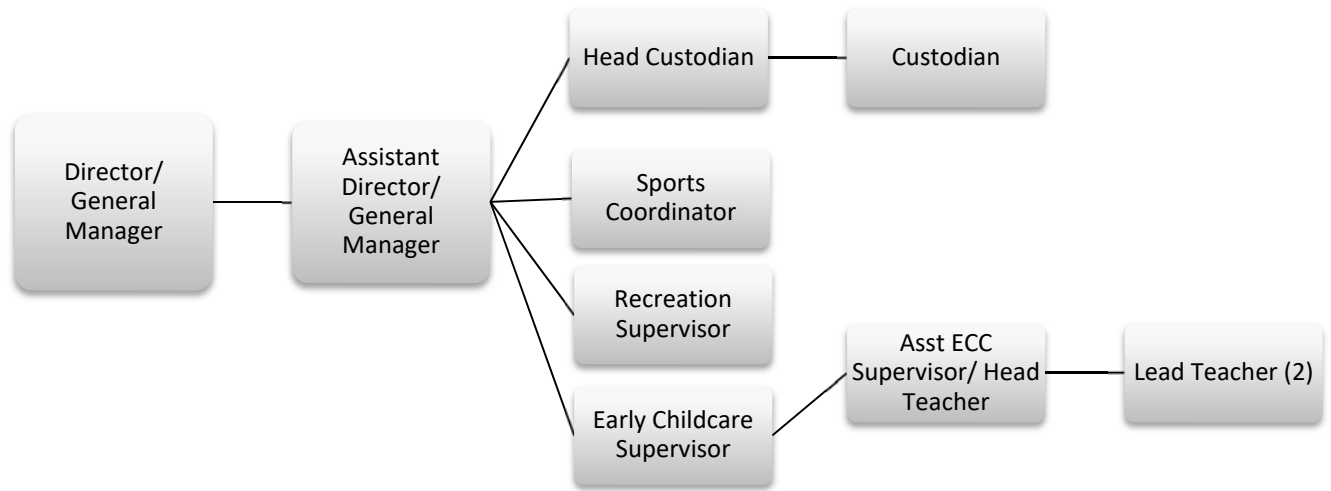 Director/
General
Manager
Assistant
Director/
General
Manager
Head Custodian
Custodian
Sports
Coordinator
Recreation
Supervisor
Early Childcare
Supervisor
Asst ECC
Supervisor/ Head
Teacher
Lead Teacher (2)